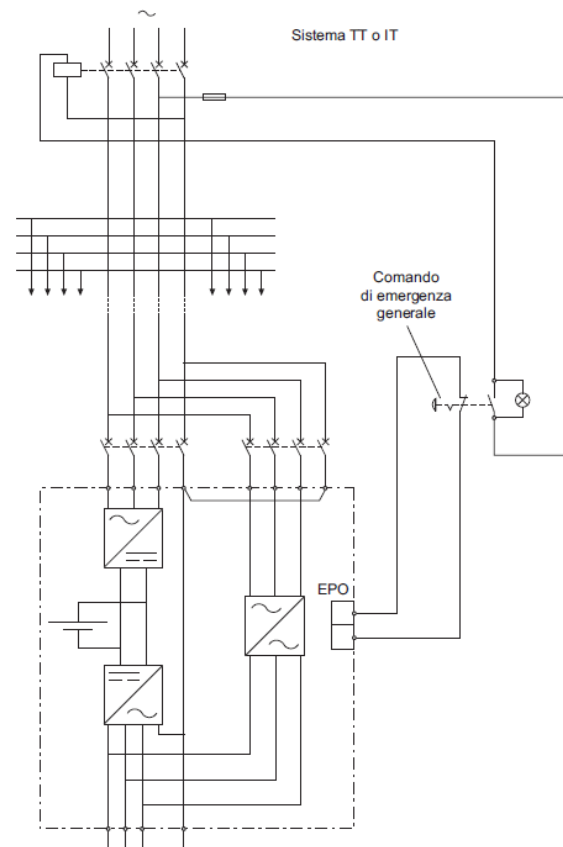 Sistema TT o IT
Comando
di emergenza
generale
EPO